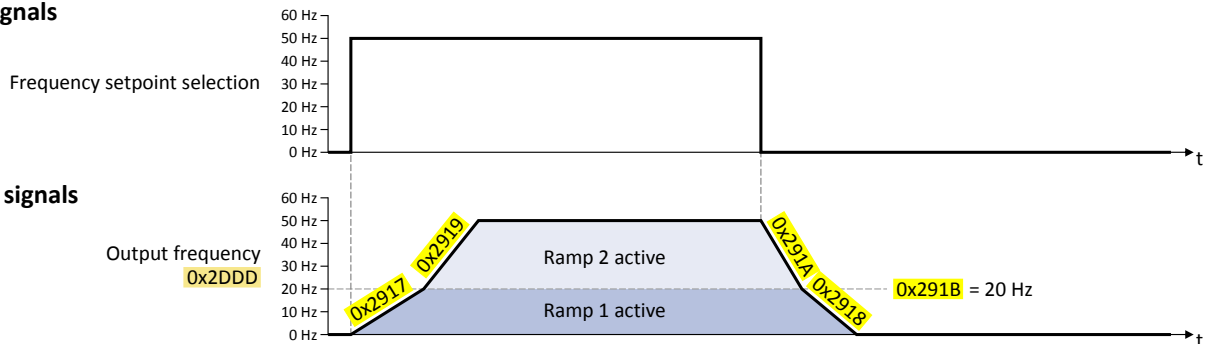 gnals
60 Hz
50 Hz
40 Hz
30 Hz
20 Hz
10 Hz
0 Hz
Frequency setpoint selection
t
signals
60 Hz
50 Hz
40 Hz
30 Hz
20 Hz
10 Hz
0 Hz
Output frequency
0x2DDD
0x2917
0x2919
Ramp 2 active
Ramp 1 active
0x291A
0x2918
0x291B = 20 Hz
t